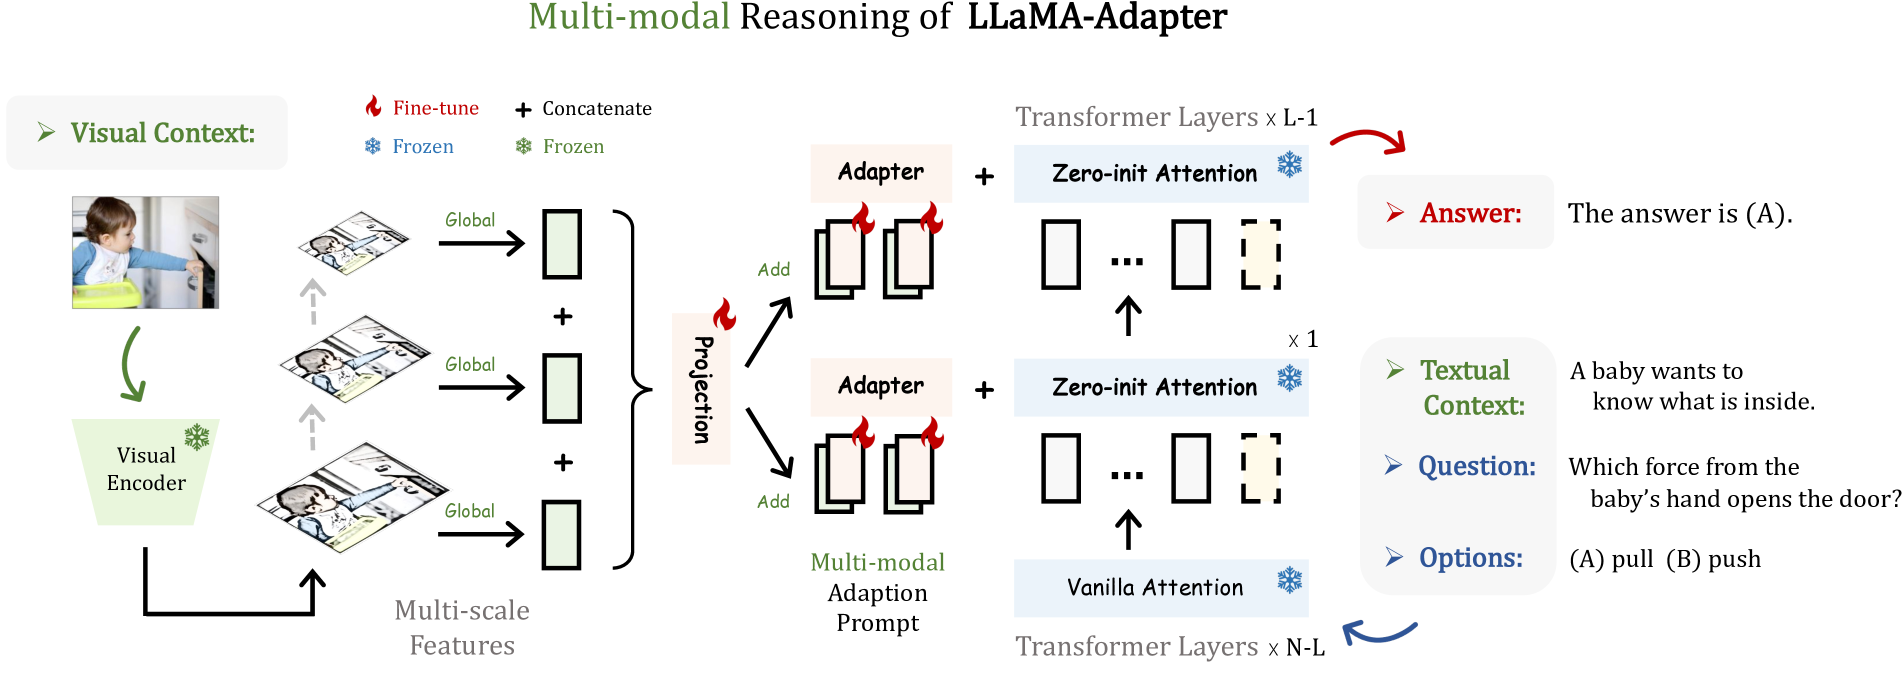 Multi-modal Reasoning of LLaMA-Adapter
Visual Context:
Fine-tune
Concatenate
Frozen
Frozen
Visual
Encoder
Global
+
Global
+
Global
Multi-scale
Features
Projection
Add
Add
Transformer Layers x L-1
Adapter + Zero-init Attention
...
x 1
Adapter + Zero-init Attention
...
Multi-modal
Adaption
Prompt
Vanilla Attention
Transformer Layers x N-L
Answer: The answer is (A).
Textual
Context:
A baby wants to
know what is inside.
Question:
Which force from the
baby's hand opens the door?
Options: (A) pull (B) push